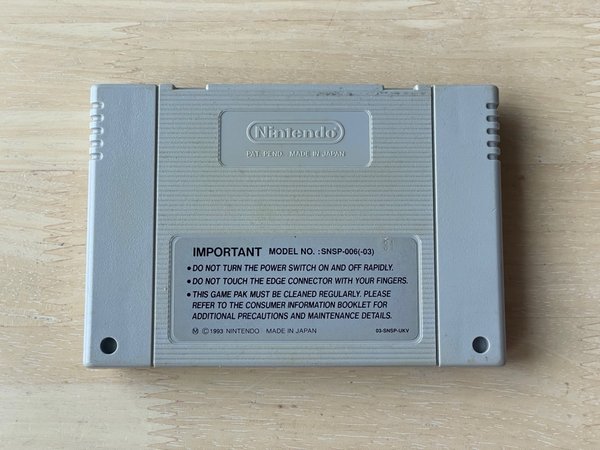 Nintendo
PAT. PEND. MADE IN JAPAN
IMPORTANT MODEL NO. :SNSP-006(-03)
• DO NOT TURN THE POWER SWITCH ON AND OFF RAPIDLY.
• DO NOT TOUCH THE EDGE CONNECTOR WITH YOUR FINGERS.
• THIS GAME PAK MUST BE CLEANED REGULARLY. PLEASE
REFER TO THE CONSUMER INFORMATION BOOKLET FOR
ADDITIONAL PRECAUTIONS AND MAINTENANCE DETAILS.
Ⓜ ©1993 NINTENDO MADE IN JAPAN 03-SNSP-UKV